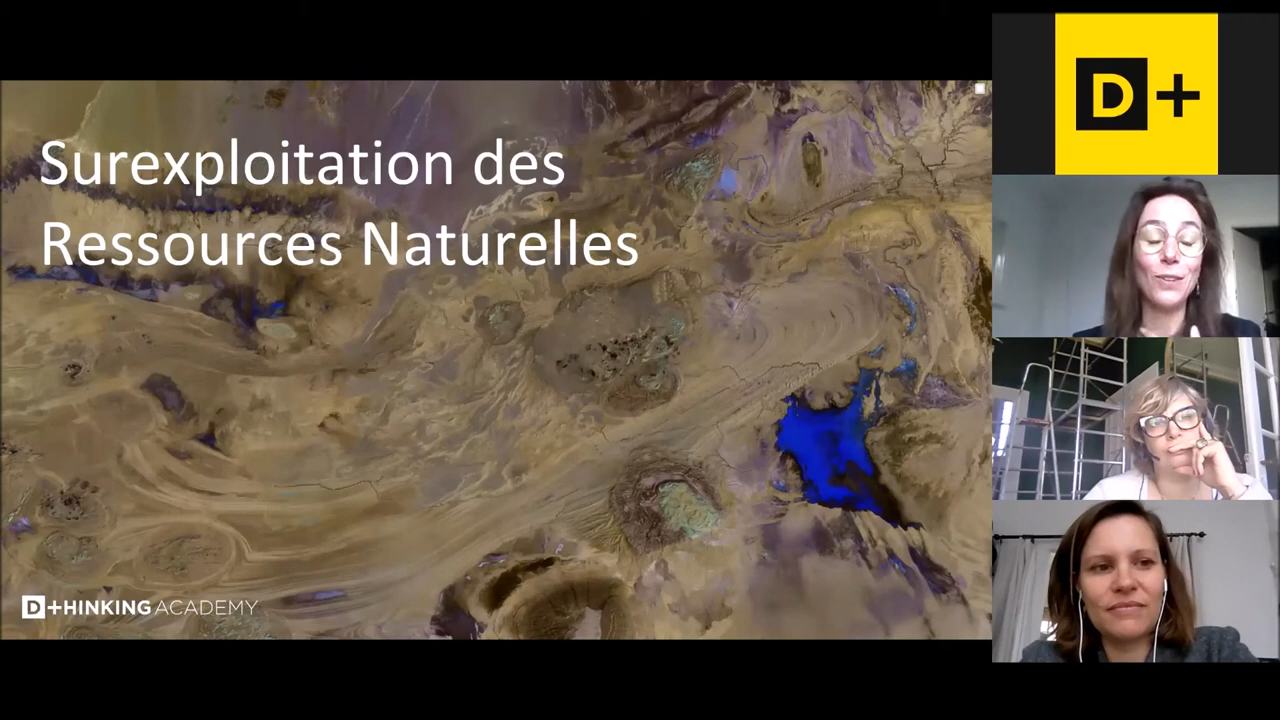 Surexploitation des
Ressources Naturelles
D+HINKING ACADEMY
D+